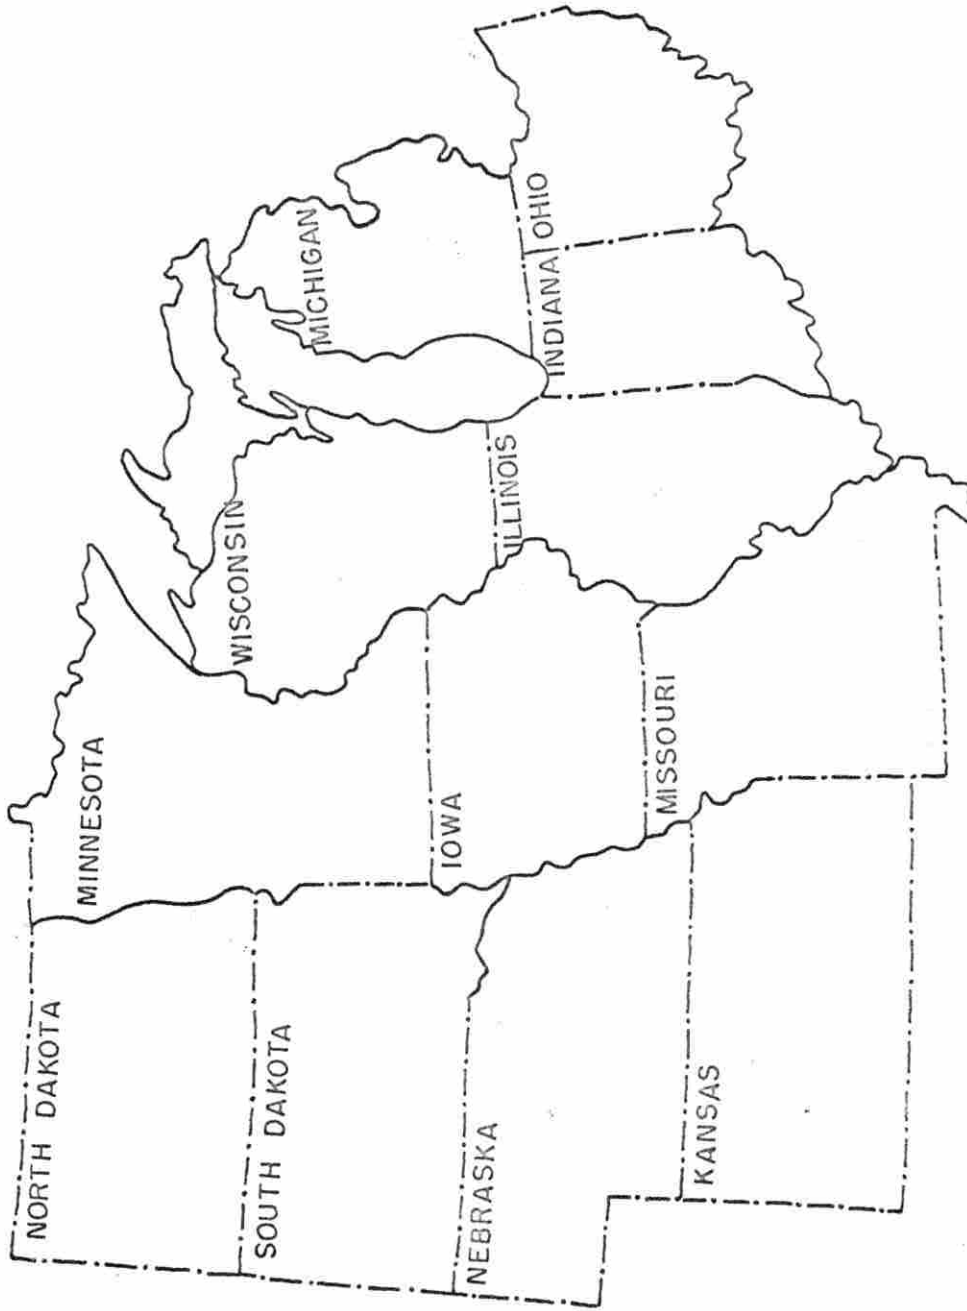 NORTH DAKOTA
MINNESOTA
SOUTH DAKOTA
WISCONSIN
MICHIGAN
NEBRASKA
IOWA
ILLINOIS
INDIANA
OHIO
KANSAS
MISSOURI